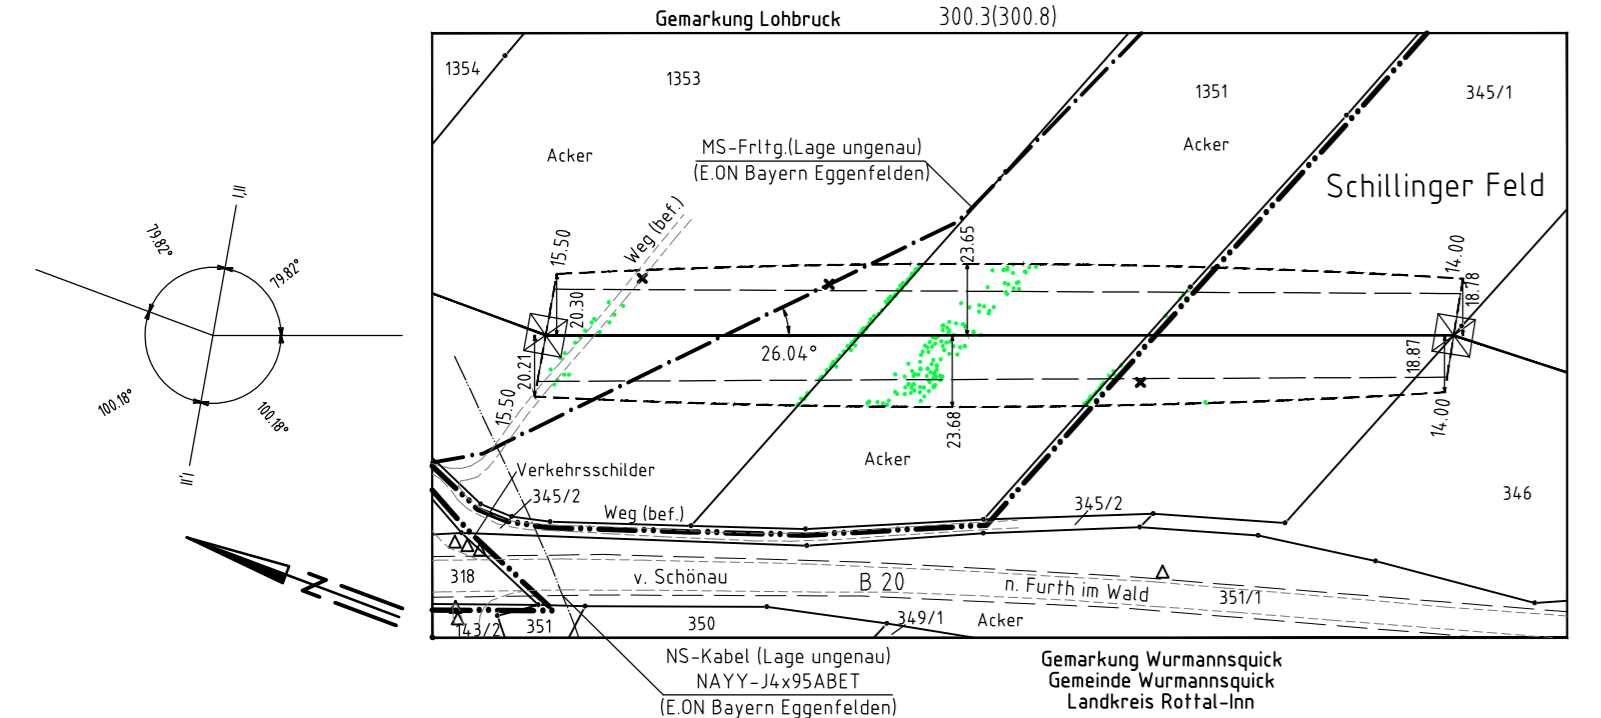 Gemarkung Lohbruck 300.3(300.8)
1354
1353
1351
345/1
Acker
Acker
MS-Frltg.(Lage ungenau)
(E.ON Bayern Eggenfelden)
Schillinger Feld
I,II
79.82°
79.82°
100.18°
100.18°
II,I
Weg (bef.)
15.50
20.30
23.65
14.00
18.78
26.04°
20.21
15.50
23.68
18.87
14.00
Acker
Verkehrsschilder
345/2
Weg (bef.)
345/2
346
318
v. Schönau
B 20
n. Furth im Wald
351/1
143/2
351
350
349/1
Acker
N
NS-Kabel (Lage ungenau)
NAYY-J4x95ABET
(E.ON Bayern Eggenfelden)
Gemarkung Wurmannsquick
Gemeinde Wurmannsquick
Landkreis Rottal-Inn